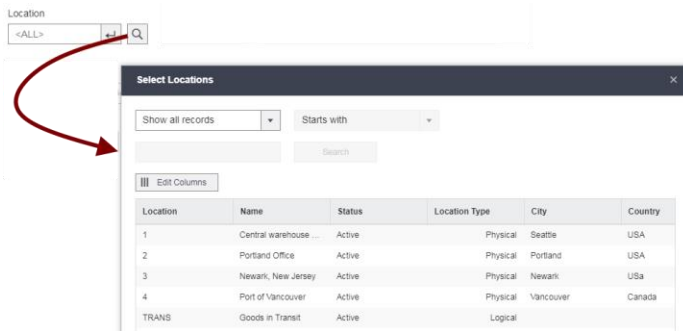 Location
<ALL>
Select Locations
Show all records
Starts with
Search
Edit Columns
Location Name Status Location Type City Country
1 Central warehouse ... Active Physical Seattle USA
2 Portland Office Active Physical Portland USA
3 Newark, New Jersey Active Physical Newark USa
4 Port of Vancouver Active Physical Vancouver Canada
TRANS Goods in Transit Active Logical